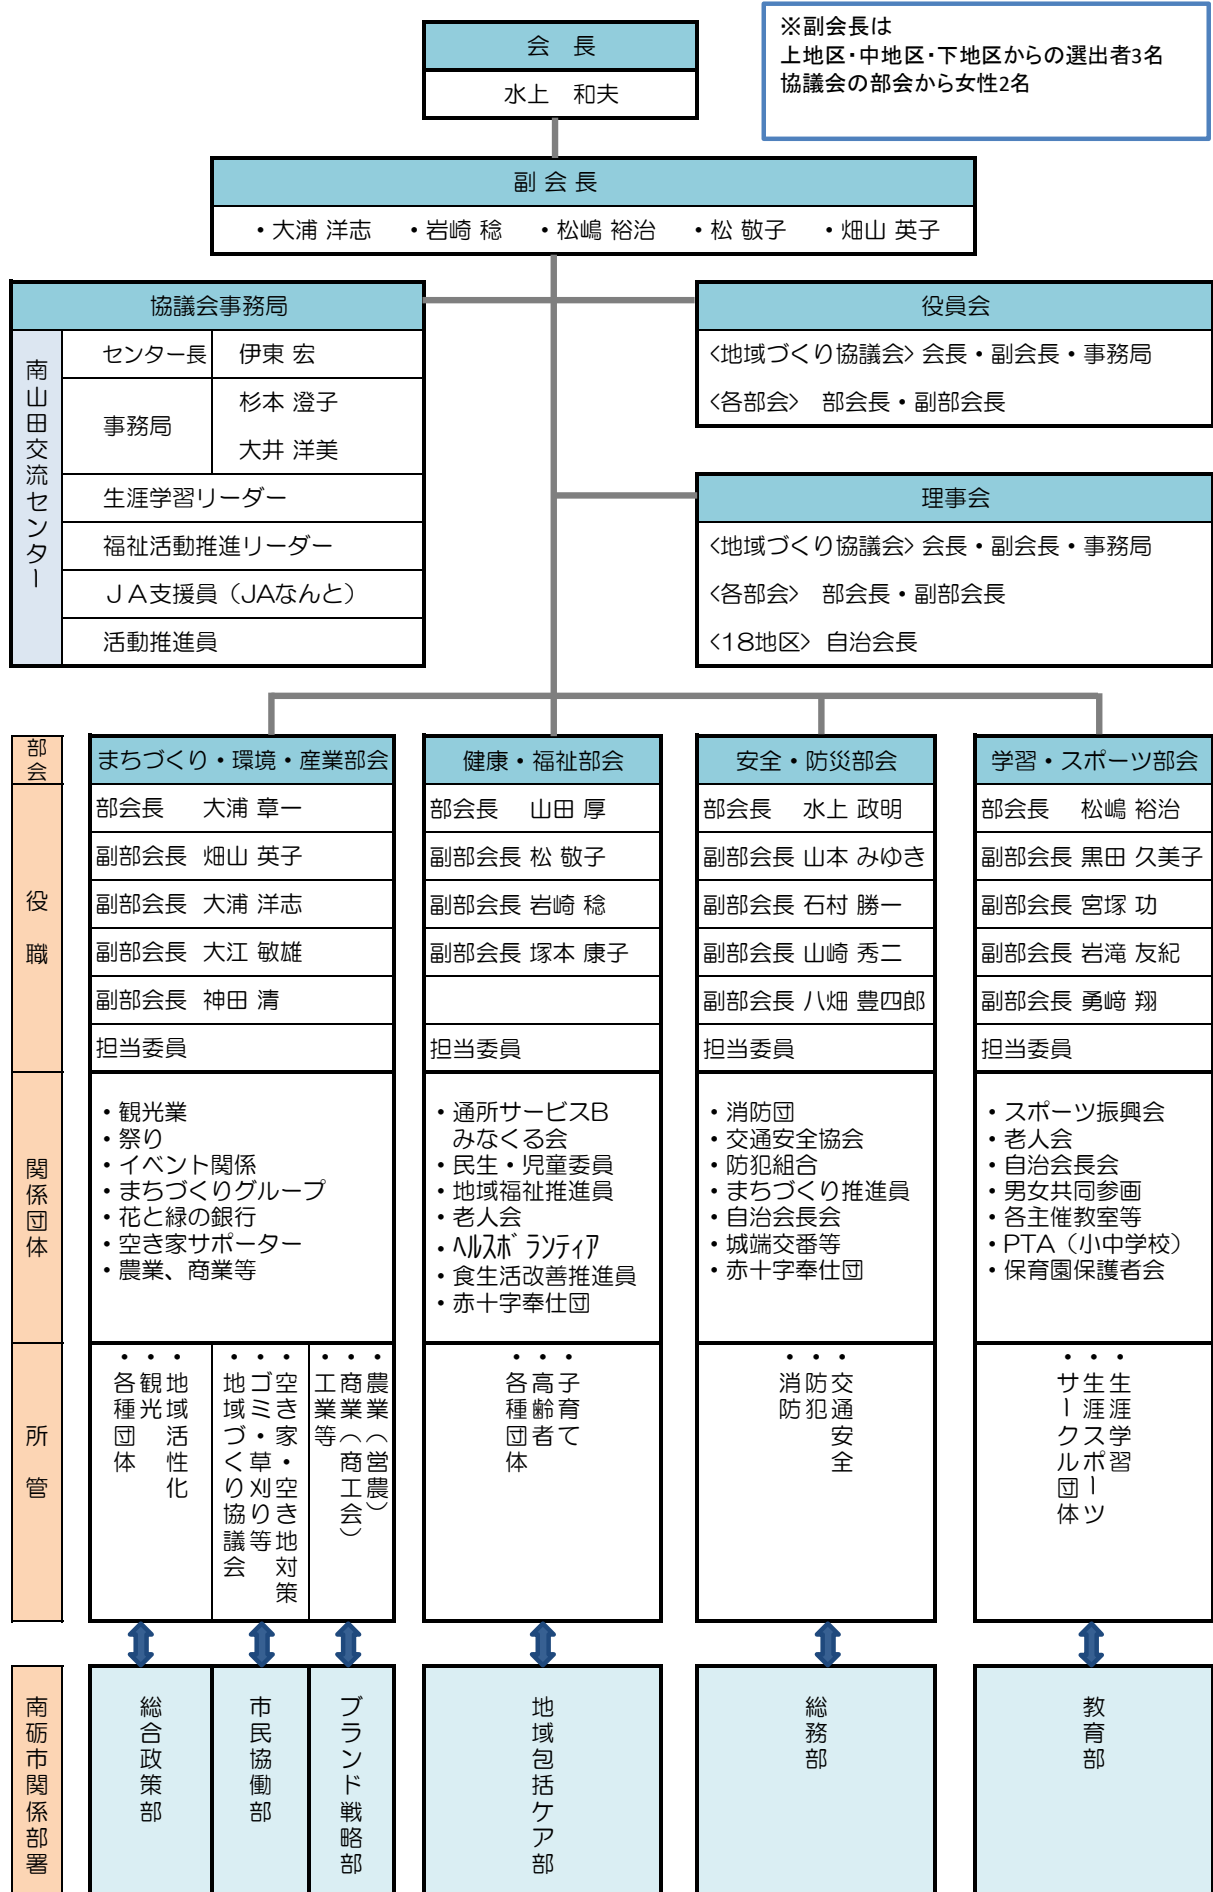 ※副会長は
上地区・中地区・下地区からの選出者3名
協議会の部会から女性2名
会　長
水上　和夫
副 会 長
・大浦 洋志　・岩崎 稔　・松嶋 裕治　・松 敬子　・畑山 英子
協議会事務局
南山田交流センター
センター長 伊東 宏
事務局
杉本 澄子
大井 洋美
生涯学習リーダー
福祉活動推進リーダー
ＪＡ支援員（JAなんと）
活動推進員
役員会
<地域づくり協議会> 会長・副会長・事務局
<各部会>　部会長・副部会長
理事会
<地域づくり協議会> 会長・副会長・事務局
<各部会>　部会長・副部会長
<18地区> 自治会長
部会
まちづくり・環境・産業部会
健康・福祉部会
安全・防災部会
学習・スポーツ部会
役　職
部会長　大浦 章一
副部会長 畑山 英子
副部会長 大浦 洋志
副部会長 大江 敏雄
副部会長 神田 清
担当委員
部会長　山田 厚
副部会長 松 敬子
副部会長 岩崎 稔
副部会長 塚本 康子
担当委員
部会長　水上 政明
副部会長 山本 みゆき
副部会長 石村 勝一
副部会長 山崎 秀二
副部会長 八畑 豊四郎
担当委員
部会長　松嶋 裕治
副部会長 黒田 久美子
副部会長 宮塚 功
副部会長 岩滝 友紀
副部会長 勇﨑 翔
担当委員
関係団体
・観光業
・祭り
・イベント関係
・まちづくりグループ
・花と緑の銀行
・空き家サポーター
・農業、商業等
・通所サービスB
みなくる会
・民生・児童委員
・地域福祉推進員
・老人会
・ﾍﾙｽﾎﾞランティア
・食生活改善推進員
・赤十字奉仕団
・消防団
・交通安全協会
・防犯組合
・まちづくり推進員
・自治会長会
・城端交番等
・赤十字奉仕団
・スポーツ振興会
・老人会
・自治会長会
・男女共同参画
・各主催教室等
・PTA（小中学校）
・保育園保護者会
所　管
・地域活性化
・観光
・各種団体
・空き家・空き地対策
・ゴミ・草刈り等
・地域づくり協議会
・農業（営農）
・商業（商工会）
・工業等
・子育て
・高齢者
・各種団体
・交通安全
・防犯
・消防
・生涯学習
・生涯スポーツ
・サークル団体
南砺市関係部署
総合政策部
市民協働部
ブランド戦略部
地域包括ケア部
総務部
教育部